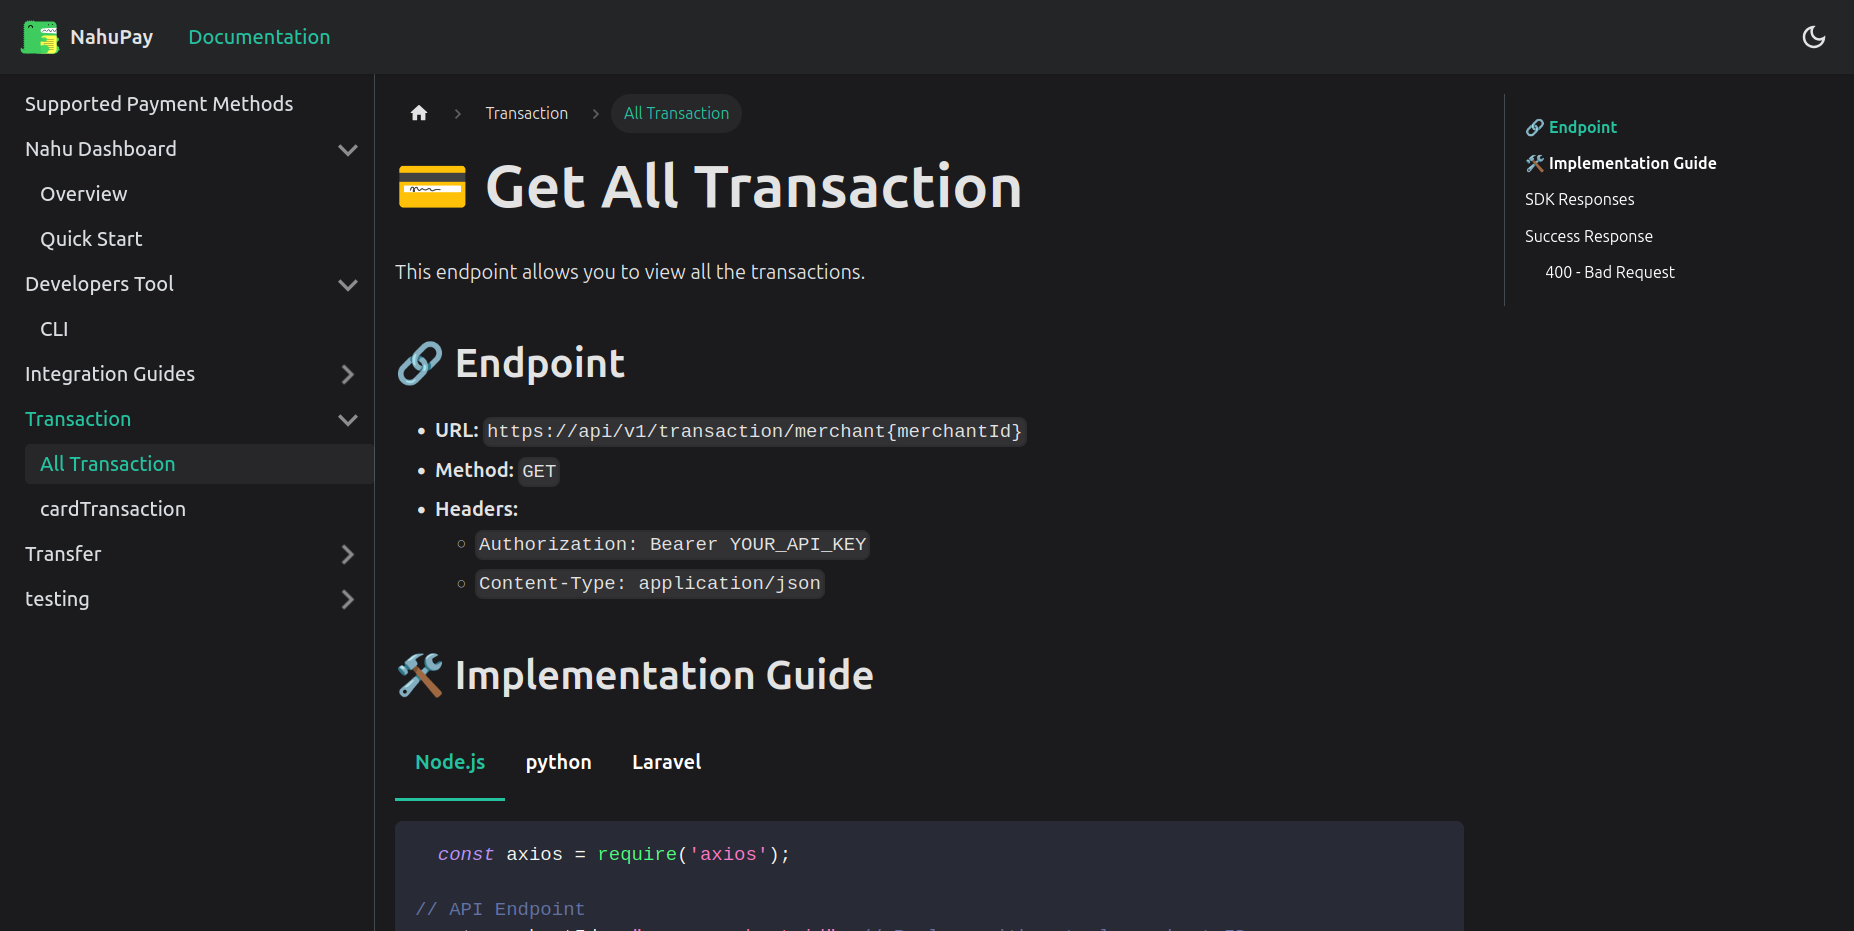 NahuPay Documentation
Supported Payment Methods
Nahu Dashboard
Overview
Quick Start
Developers Tool
CLI
Integration Guides
Transaction
All Transaction
cardTransaction
Transfer
testing
Transaction All Transaction
💳 Get All Transaction
This endpoint allows you to view all the transactions.
🔗 Endpoint
• URL: https://api/v1/transaction/merchant{merchantId}
• Method: GET
• Headers:
○ Authorization: Bearer YOUR_API_KEY
○ Content-Type: application/json
🛠️ Implementation Guide
Node.js python Laravel
const axios = require('axios');
// API Endpoint
🔗 Endpoint
🛠️ Implementation Guide
SDK Responses
Success Response
400 - Bad Request